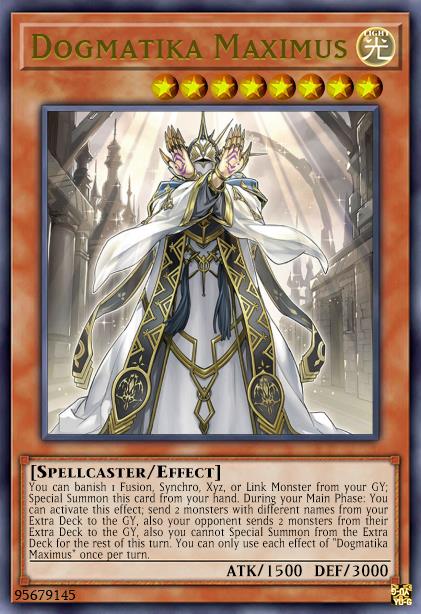 Dogmatika Maximus
LIGHT
光
[Spellcaster/Effect]
You can banish 1 Fusion, Synchro, Xyz, or Link Monster from your GY;
Special Summon this card from your hand. During your Main Phase: You
can activate this effect; send 2 monsters with different names from your
Extra Deck to the GY, also your opponent sends 2 monsters from their
Extra Deck to the GY, also you cannot Special Summon from the Extra
Deck for the rest of this turn. You can only use each effect of "Dogmatika
Maximus" once per turn.
ATK/1500 DEF/3000
95679145